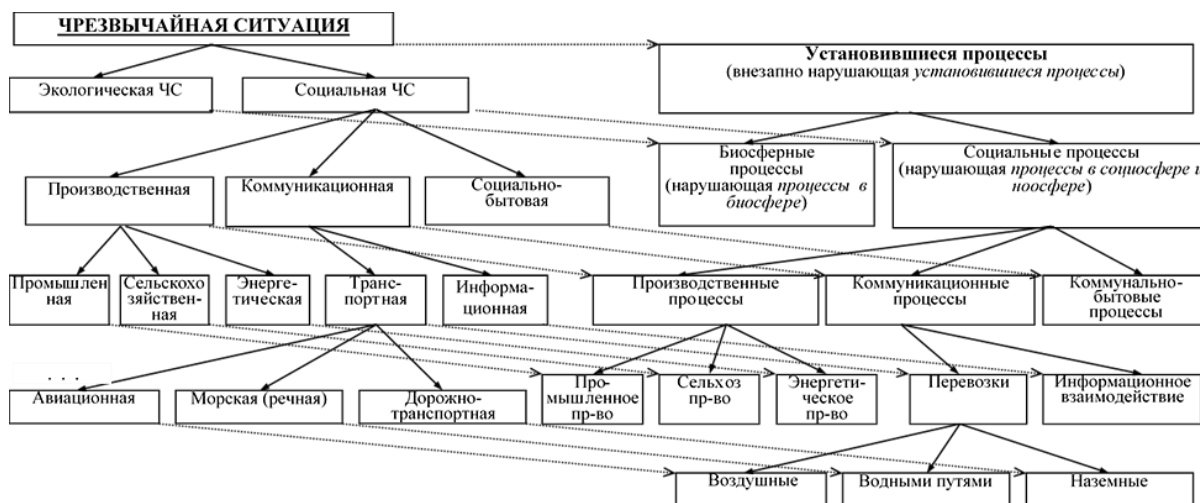 ЧРЕЗВЫЧАЙНАЯ СИТУАЦИЯ
Установившиеся процессы
(внезапно нарушающая установившиеся процессы)
Экологическая ЧС
Социальная ЧС
Биосферные
процессы
(нарушающая процессы в
биосфере)
Социальные процессы
(нарушающая процессы в социосфере и
ноосфере)
Производственная
Коммуникационная
Социально-
бытовая
Промышлен
ная
Сельскохо
зяйствен-
ная
Энерге-
тическая
Тран-
спортная
Информа-
ционная
Производственные
процессы
Коммуникационные
процессы
Коммунально-
бытовые
процессы
. . .
Авиационная
Морская (речная)
Дорожно-
транспортная
Про-
мышленное
пр-во
Сельхоз
пр-во
Энергети-
ческое
пр-во
Перевозки
Информационное
взаимодействие
Воздушные
Водными путями
Наземные